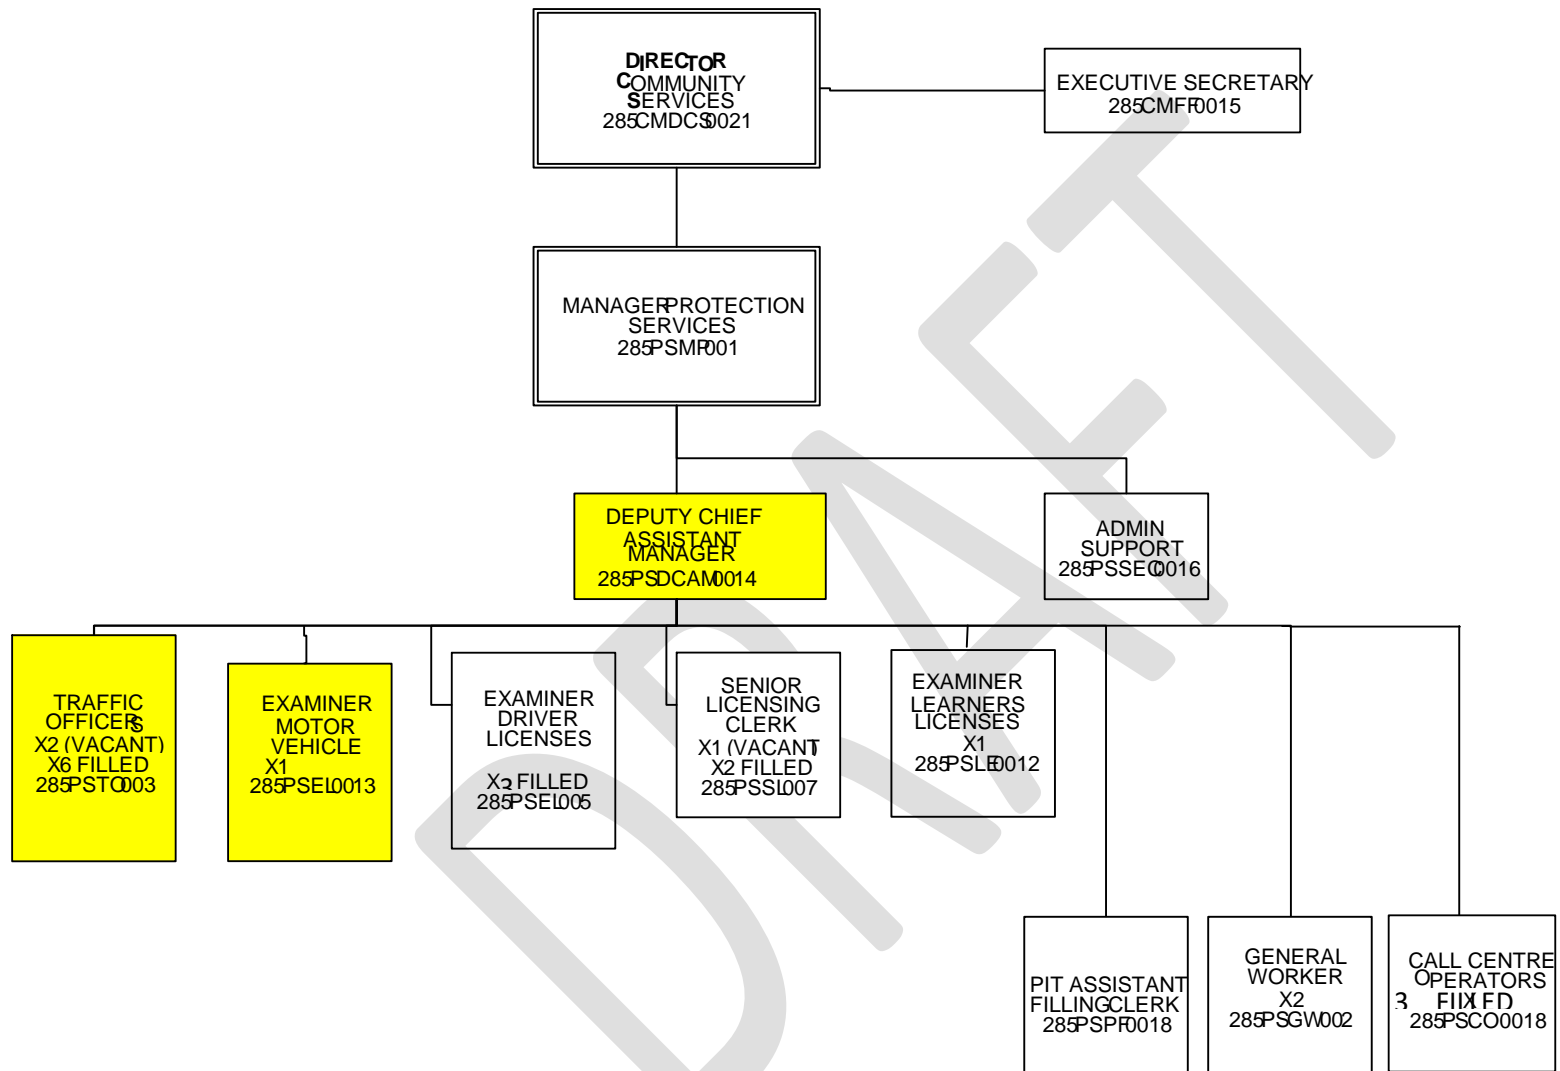 DIRECTOR
COMMUNITY
SERVICES
285CMDCS0021
EXECUTIVE SECRETARY
285CMFF0015
MANAGER PROTECTION
SERVICES
285PSMP001
DEPUTY CHIEF
ASSISTANT
MANAGER
285PSDCAM0014
ADMIN
SUPPORT
285PSSEC0016
TRAFFIC
OFFICERS
X2 (VACANT)
X6 FILLED
285PSTO003
EXAMINER
MOTOR
VEHICLE
X1
285PSEL0013
EXAMINER
DRIVER
LICENSES
X3 FILLED
285PSEL005
SENIOR
LICENSING
CLERK
X1 (VACANT)
X2 FILLED
285PSSL007
EXAMINER
LEARNERS
LICENSES
X1
285PSLE0012
PIT ASSISTANT
FILLING CLERK
285PSPF0018
GENERAL
WORKER
X2
285PSGW002
CALL CENTRE
OPERATORS
3
285PSCO0018
DRAFT